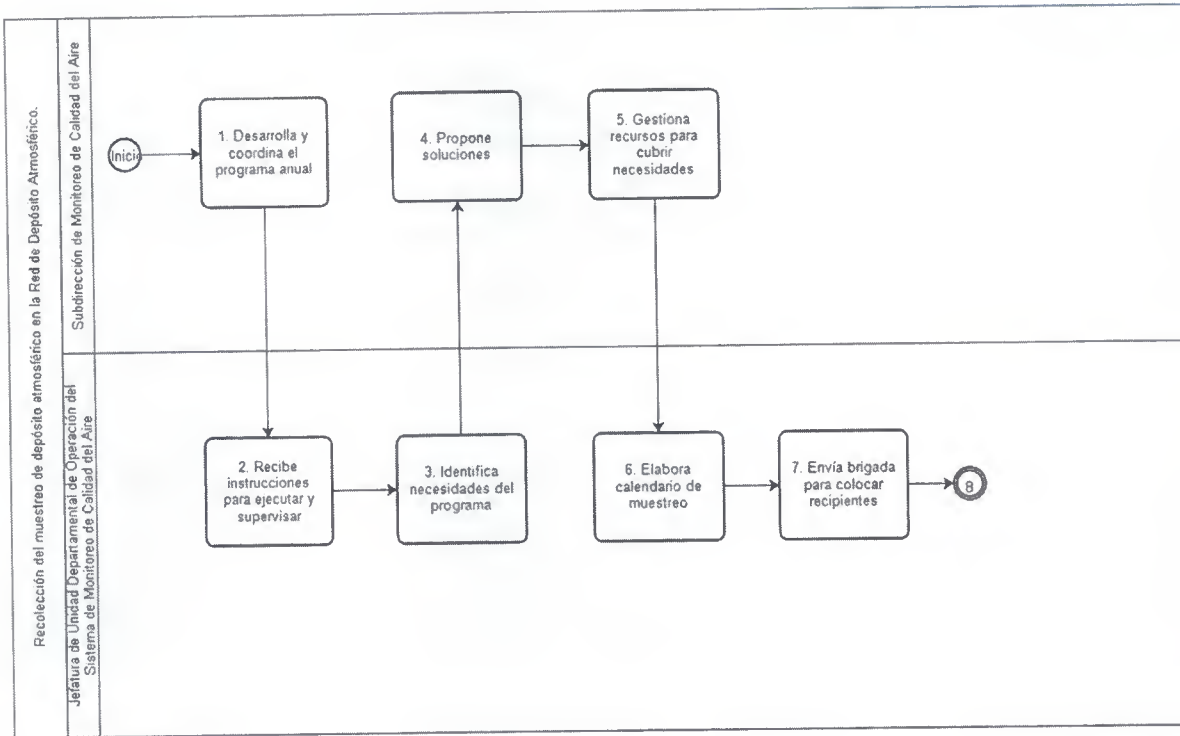 Recolección del muestreo de depósito atmosférico en la Red de Depósito Atmosférico.
Subdirección de Monitoreo de Calidad del Aire
Inicio
1. Desarrolla y
coordina el
programa anual
4. Propone
soluciones
5. Gestiona
recursos para
cubrir
necesidades
Jefatura de Unidad Departamental de Operación del
Sistema de Monitoreo de Calidad del Aire
2. Recibe
instrucciones
para ejecutar y
supervisar
3. Identifica
necesidades del
programa
6. Elabora
calendario de
muestreo
7. Envía brigada
para colocar
recipientes
8